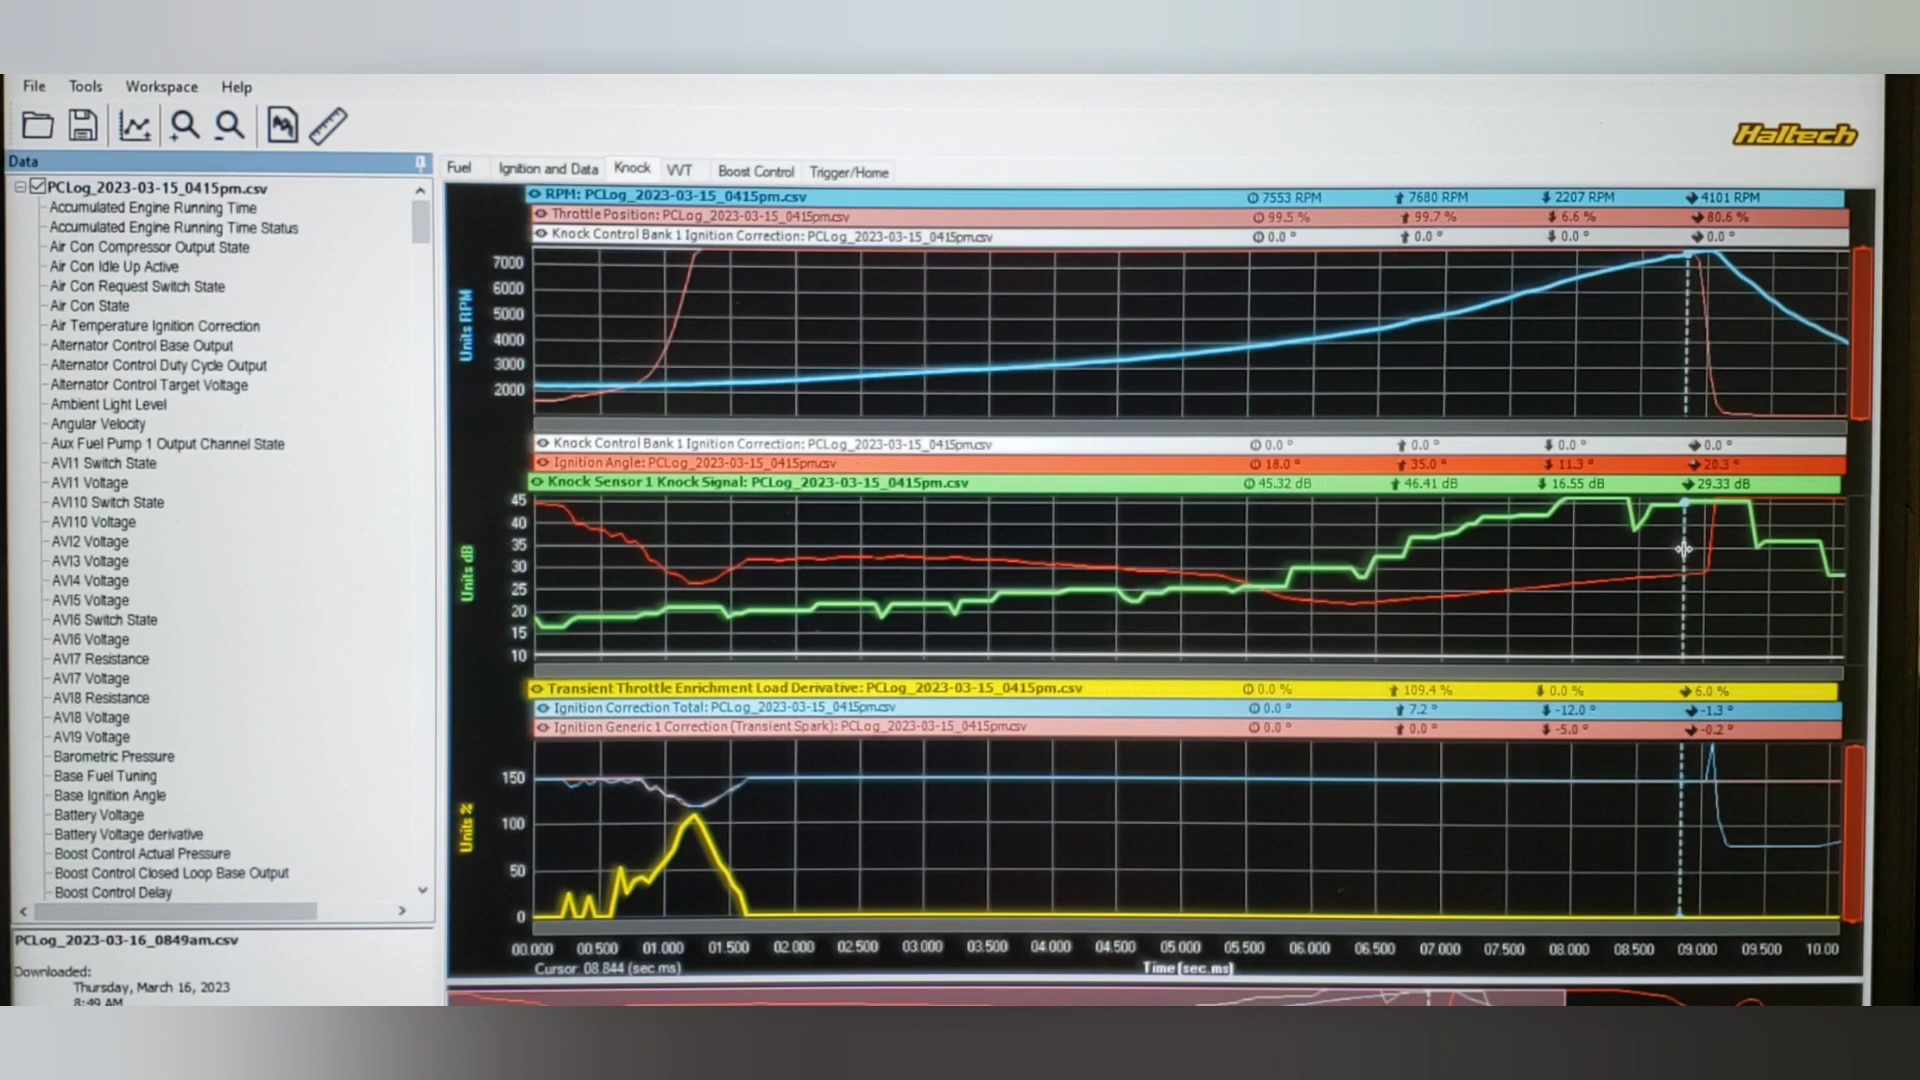 File Tools Workspace Help
Haltech
Data
Fuel Ignition and Data Knock VVT Boost Control Trigger/Home
PCLog_2023-03-15_0415pm.csv
Accumulated Engine Running Time
Accumulated Engine Running Time Status
Air Con Compressor Output State
Air Con Idle Up Active
Air Con Request Switch State
Air Con State
Air Temperature Ignition Correction
Alternator Control Base Output
Alternator Control Duty Cycle Output
Alternator Control Target Voltage
Ambient Light Level
Angular Velocity
Aux Fuel Pump 1 Output Channel State
AVI1 Switch State
AVI1 Voltage
AVI10 Switch State
AVI10 Voltage
AVI2 Voltage
AVI3 Voltage
AVI4 Voltage
AVI5 Voltage
AVI6 Switch State
AVI6 Voltage
AVI7 Resistance
AVI7 Voltage
AVI8 Resistance
AVI8 Voltage
AVI9 Voltage
Barometric Pressure
Base Fuel Tuning
Base Ignition Angle
Battery Voltage
Battery Voltage derivative
Boost Control Actual Pressure
Boost Control Closed Loop Base Output
Boost Control Delay
PCLog_2023-03-16_0849am.csv
Downloaded:
Thursday, March 16, 2023
8:49 AM
RPM: PCLog_2023-03-15_0415pm.csv 7553 RPM 7680 RPM 2207 RPM 4101 RPM
Throttle Position: PCLog_2023-03-15_0415pm.csv 99.5 % 99.7 % 6.6 % 80.6 %
Knock Control Bank 1 Ignition Correction: PCLog_2023-03-15_0415pm.csv 0.0 ° 0.0 ° 0.0 ° 0.0 °
Units RPM
7000
6000
5000
4000
3000
2000
Knock Control Bank 1 Ignition Correction: PCLog_2023-03-15_0415pm.csv 0.0 ° 0.0 ° 0.0 ° 0.0 °
Ignition Angle: PCLog_2023-03-15_0415pm.csv 18.0 ° 35.0 ° 11.3 ° 20.3 °
Knock Sensor 1 Knock Signal: PCLog_2023-03-15_0415pm.csv 45.32 dB 46.41 dB 16.55 dB 29.33 dB
Units dB
45
40
35
30
25
20
15
10
Transient Throttle Enrichment Load Derivative: PCLog_2023-03-15_0415pm.csv 0.0 % 109.4 % 0.0 % 6.0 %
Ignition Correction Total: PCLog_2023-03-15_0415pm.csv 0.0 ° 7.2 ° -12.0 ° -1.3 °
Ignition Generic 1 Correction (Transient Spark): PCLog_2023-03-15_0415pm.csv 0.0 ° 0.0 ° -5.0 ° -0.2 °
Units %
150
100
50
0
00.000 00.500 01.000 01.500 02.000 02.500 03.000 03.500 04.000 04.500 05.000 05.500 06.000 06.500 07.000 07.500 08.000 08.500 09.000 09.500 10.00
Cursor: 08.844 (sec.ms) Time(sec.ms)